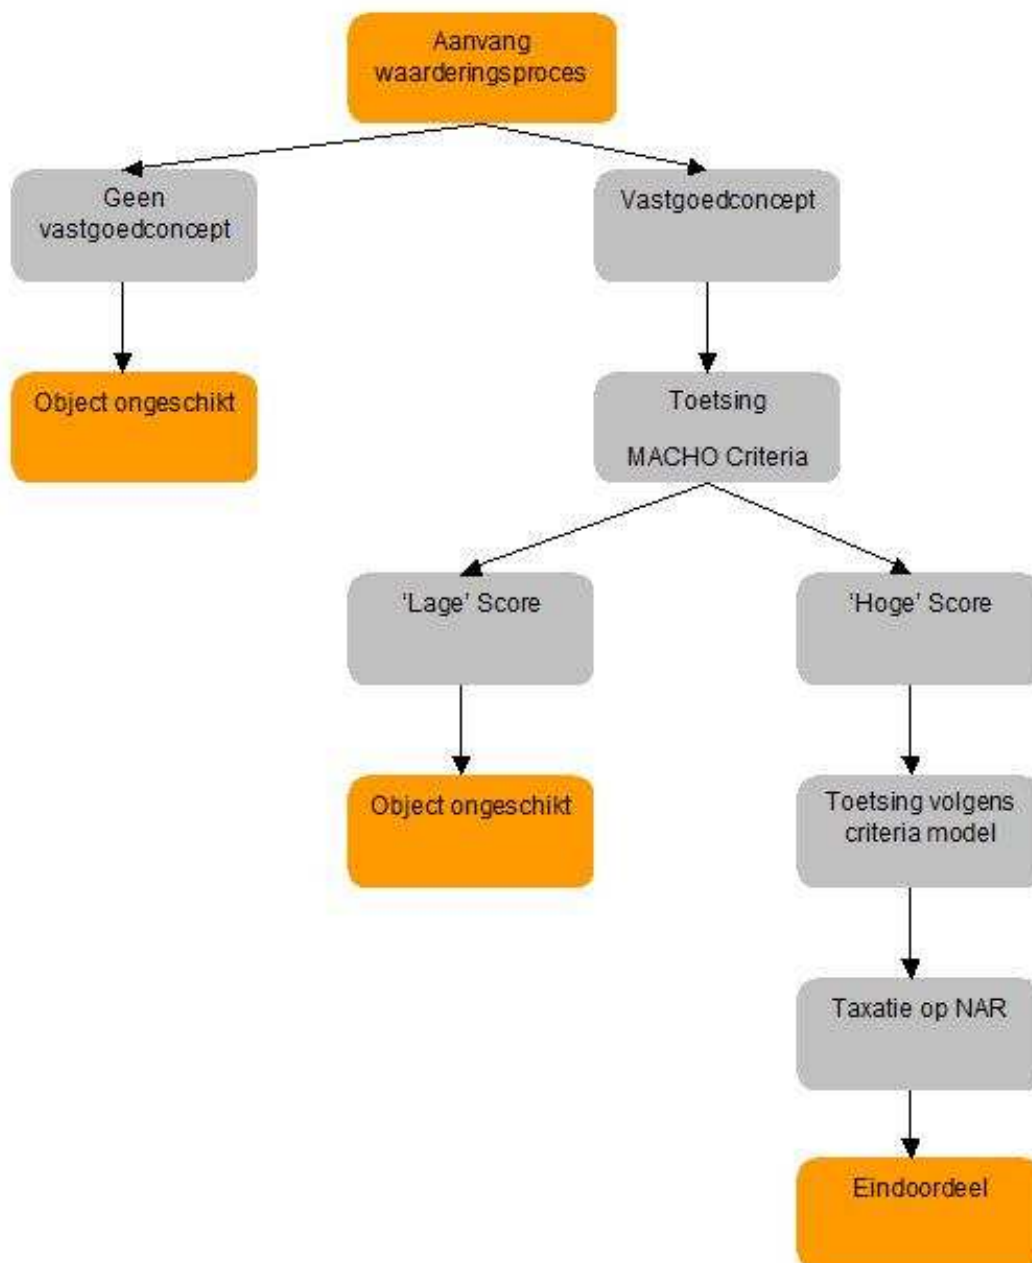 Aanvang
waarderingsproces
Geen
vastgoedconcept
Vastgoedconcept
Object ongeschikt
Toetsing
MACHO Criteria
‘Lage’ Score
‘Hoge’ Score
Object ongeschikt
Toetsing volgens
criteria model
Taxatie op NAR
Eindoordeel